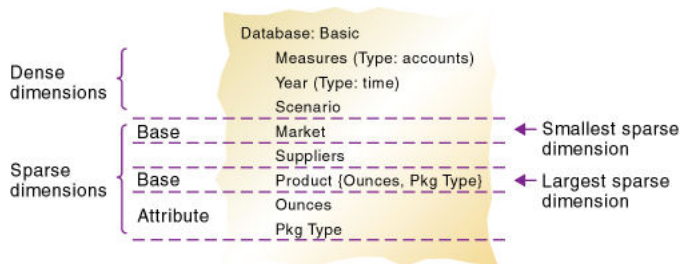 Database: Basic
Measures (Type: accounts)
Dense dimensions
Year (Type: time)
Scenario
Base
Market
Smallest sparse dimension
Suppliers
Sparse dimensions
Base
Product {Ounces, Pkg Type}
Largest sparse dimension
Attribute
Ounces
Pkg Type